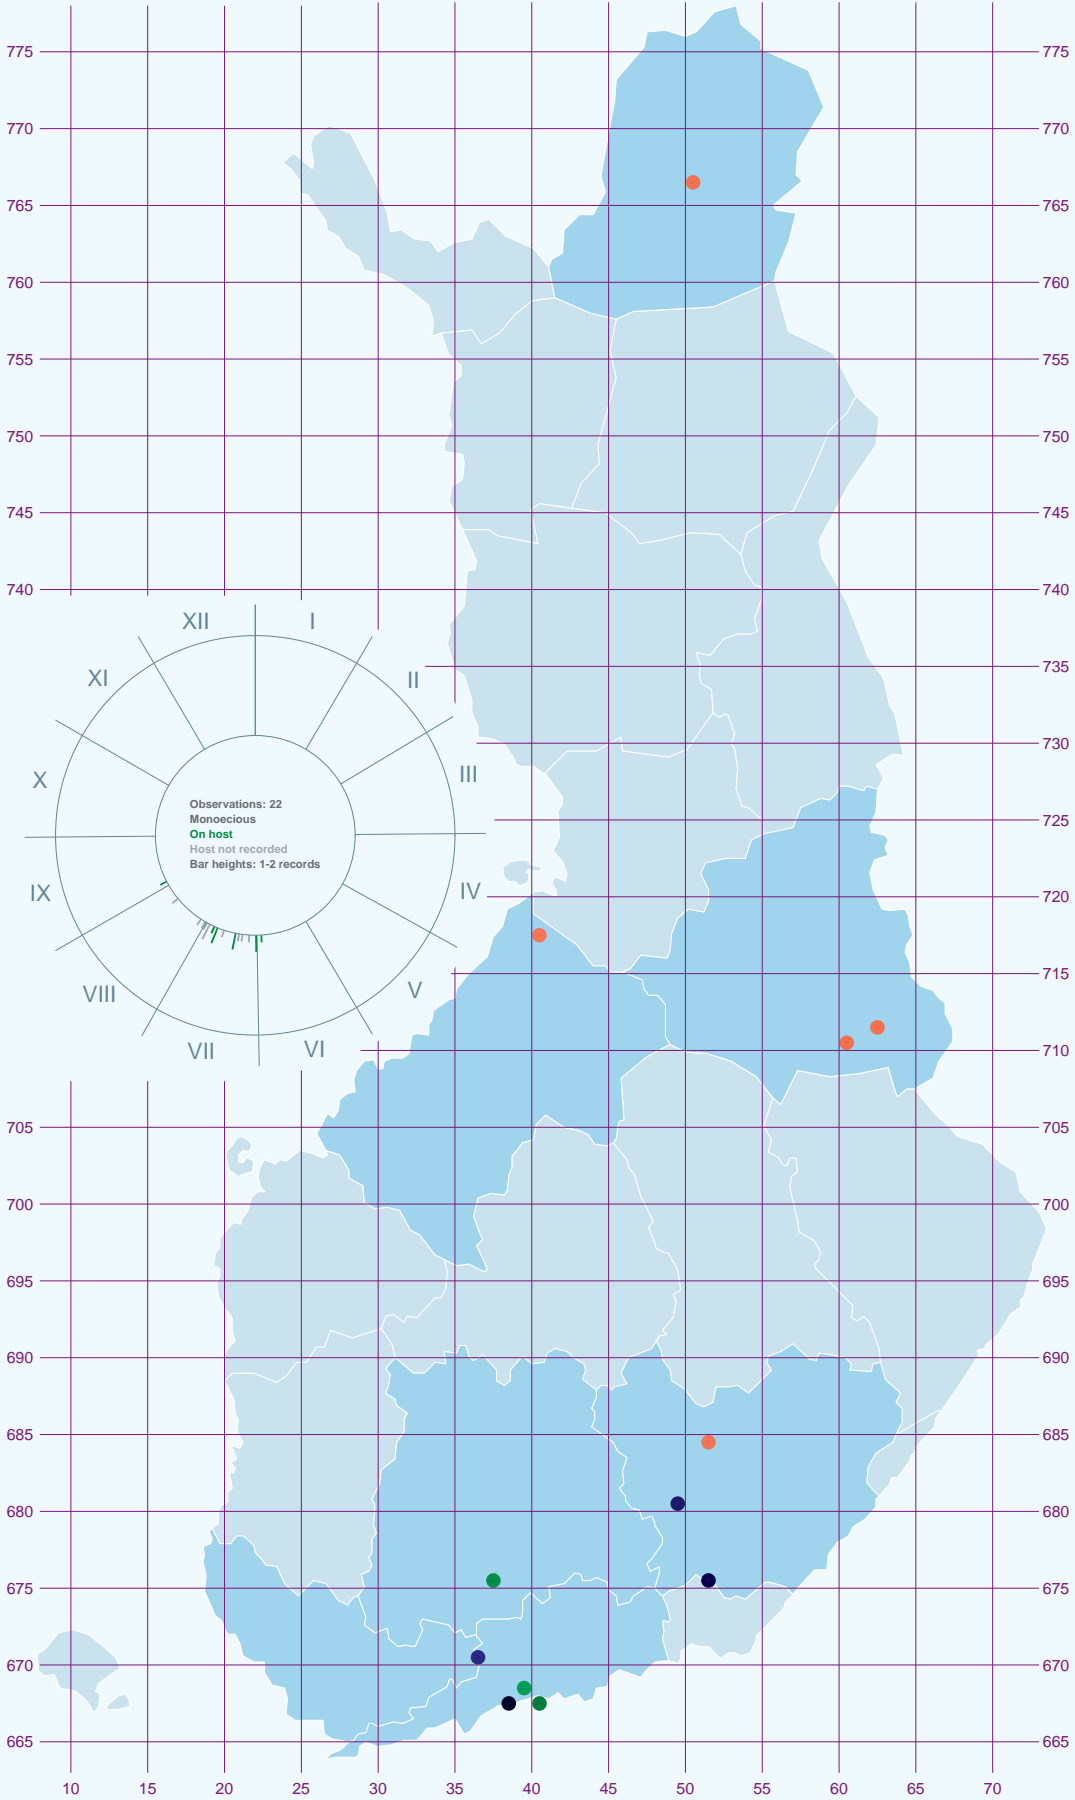 775 775
770 770
765 765
760 760
755 755
750 750
745 745
740 740
XII I
735
XI II
730
X III
725
Observations: 22
Monoecious
On host
Host not recorded
Bar heights: 1-2 records
IX IV
720
715
VIII V
VII VI
710
705 705
700 700
695 695
690 690
685 685
680 680
675 675
670 670
665 665
10 15 20 25 30 35 40 45 50 55 60 65 70